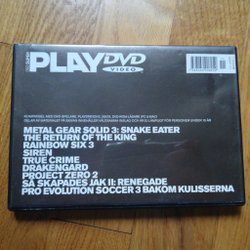 PLAY DVD
VIDEO
METAL GEAR SOLID 3: SNAKE EATER
THE RETURN OF THE KING
RAINBOW SIX 3
SIREN
TRUE CRIME
DRAKENGARD
PROJECT ZERO 2
SÅ SKAPADES JAK II: RENEGADE
PRO EVOLUTION SOCCER 3 BAKOM KULISSERNA